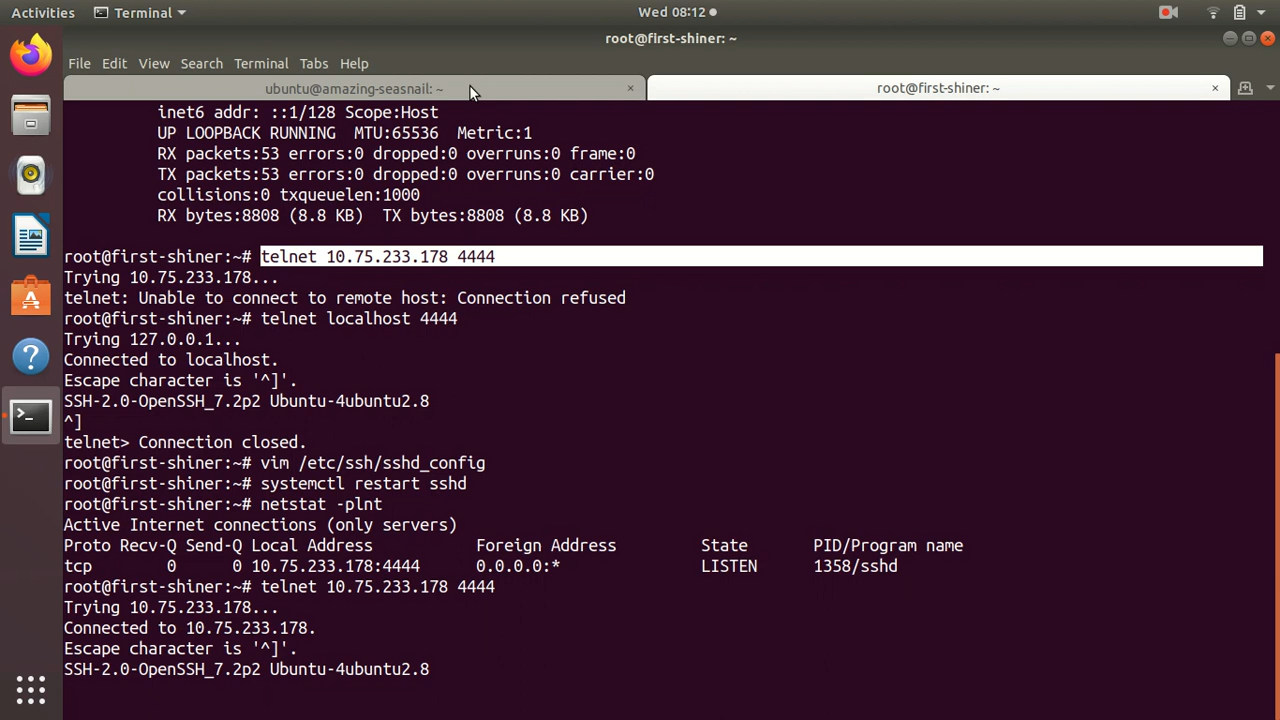 Activities Terminal Wed 08:12
root@first-shiner: ~
File Edit View Search Terminal Tabs Help
ubuntu@amazing-seasnail: ~ × root@first-shiner: ~ ×
inet6 addr: ::1/128 Scope:Host
UP LOOPBACK RUNNING MTU:65536 Metric:1
RX packets:53 errors:0 dropped:0 overruns:0 frame:0
TX packets:53 errors:0 dropped:0 overruns:0 carrier:0
collisions:0 txqueuelen:1000
RX bytes:8808 (8.8 KB) TX bytes:8808 (8.8 KB)
root@first-shiner:~# telnet 10.75.233.178 4444
Trying 10.75.233.178...
telnet: Unable to connect to remote host: Connection refused
root@first-shiner:~# telnet localhost 4444
Trying 127.0.0.1...
Connected to localhost.
Escape character is '^]'.
SSH-2.0-OpenSSH_7.2p2 Ubuntu-4ubuntu2.8
^]
telnet> Connection closed.
root@first-shiner:~# vim /etc/ssh/sshd_config
root@first-shiner:~# systemctl restart sshd
root@first-shiner:~# netstat -plnt
Active Internet connections (only servers)
Proto Recv-Q Send-Q Local Address Foreign Address State PID/Program name
tcp 0 0 10.75.233.178:4444 0.0.0.0:* LISTEN 1358/sshd
root@first-shiner:~# telnet 10.75.233.178 4444
Trying 10.75.233.178...
Connected to 10.75.233.178.
Escape character is '^]'.
SSH-2.0-OpenSSH_7.2p2 Ubuntu-4ubuntu2.8